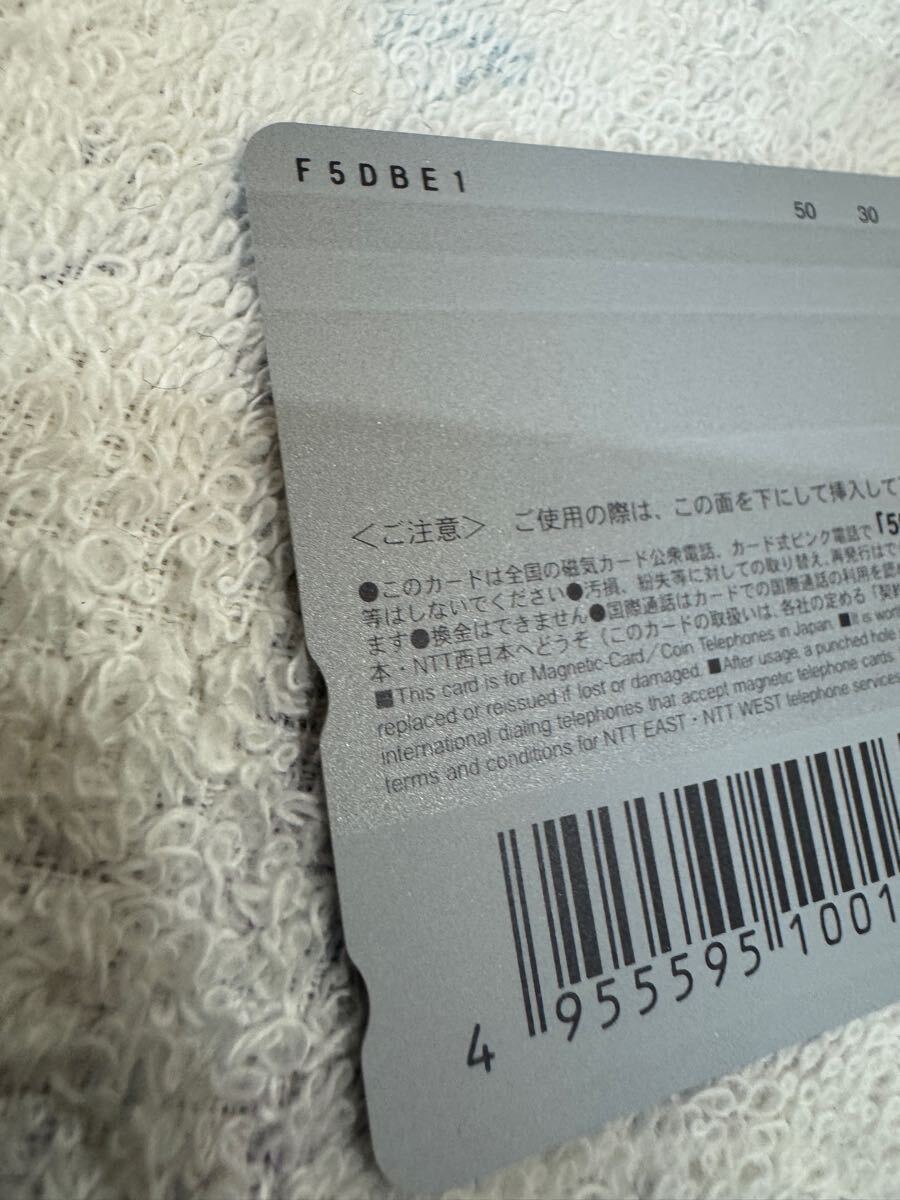 F5DBE1
50 30
＜ご注意＞ ご使用の際は、この面を下にして挿入して
●このカードは全国の磁気カード公衆電話、カード式ピンク電話で「5
等はしないでください●汚損、紛失等に対しての取り替え、再発行はで
ます●換金はできません●国際通話はカードでの国際通話の利用を認
本・NTT西日本へどうぞ（このカードの取扱いは、各社の定める「契約
■This card is for Magnetic-Card／Coin Telephones in Japan. ■It is
replaced or reissued if lost or damaged. ■After usage, a punched hole
international dialing telephones that accept magnetic telephone cards.
terms and conditions for NTT EAST・NTT WEST telephone services
4 955595 1001